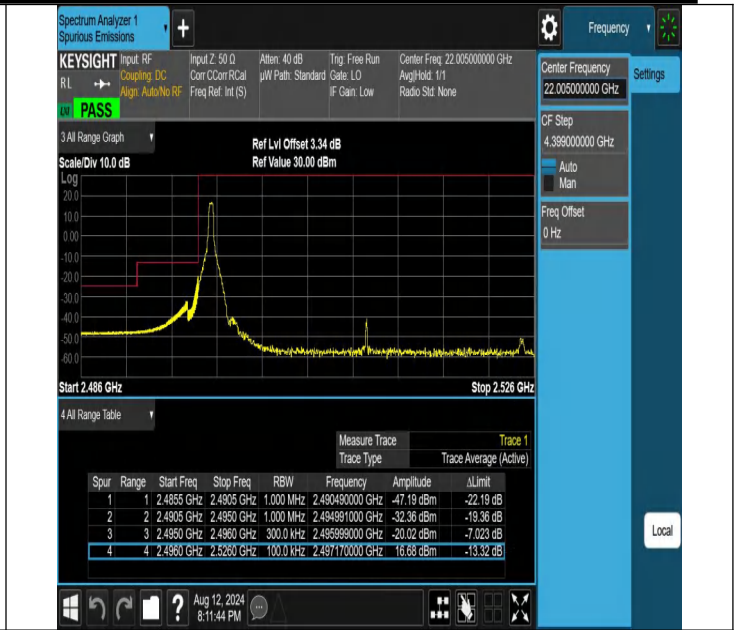 Spectrum Analyzer 1
Spurious Emissions
Frequency
KEYSIGHT
RL
Input: RF
Coupling: DC
Align: Auto/No RF
Input Z: 50 Ω
Corr CCorr RCal
Freq Ref: Int (S)
Atten: 40 dB
µW Path: Standard
Trig: Free Run
Gate: LO
IF Gain: Low
Center Freq: 22.005000000 GHz
Avg|Hold: 1/1
Radio Std: None
PASS
Center Frequency
22.005000000 GHz
Settings
CF Step
4.399000000 GHz
Auto
Man
Freq Offset
0 Hz
3 All Range Graph
Scale/Div 10.0 dB
Ref Lvl Offset 3.34 dB
Ref Value 30.00 dBm
Log
20.0
10.0
0.00
-10.0
-20.0
-30.0
-40.0
-50.0
-60.0
Start 2.486 GHz
Stop 2.526 GHz
4 All Range Table
Measure Trace Trace 1
Trace Type Trace Average (Active)
Spur Range Start Freq Stop Freq RBW Frequency Amplitude ΔLimit
1 1 2.4855 GHz 2.4905 GHz 1.000 MHz 2.490490000 GHz -47.19 dBm -22.19 dB
2 2 2.4905 GHz 2.4950 GHz 1.000 MHz 2.494991000 GHz -32.36 dBm -19.36 dB
3 3 2.4950 GHz 2.4960 GHz 300.0 kHz 2.495999000 GHz -20.02 dBm -7.023 dB
4 4 2.4960 GHz 2.5260 GHz 100.0 kHz 2.497170000 GHz 16.68 dBm -13.32 dB
Local
?
Aug 12, 2024
8:11:44 PM